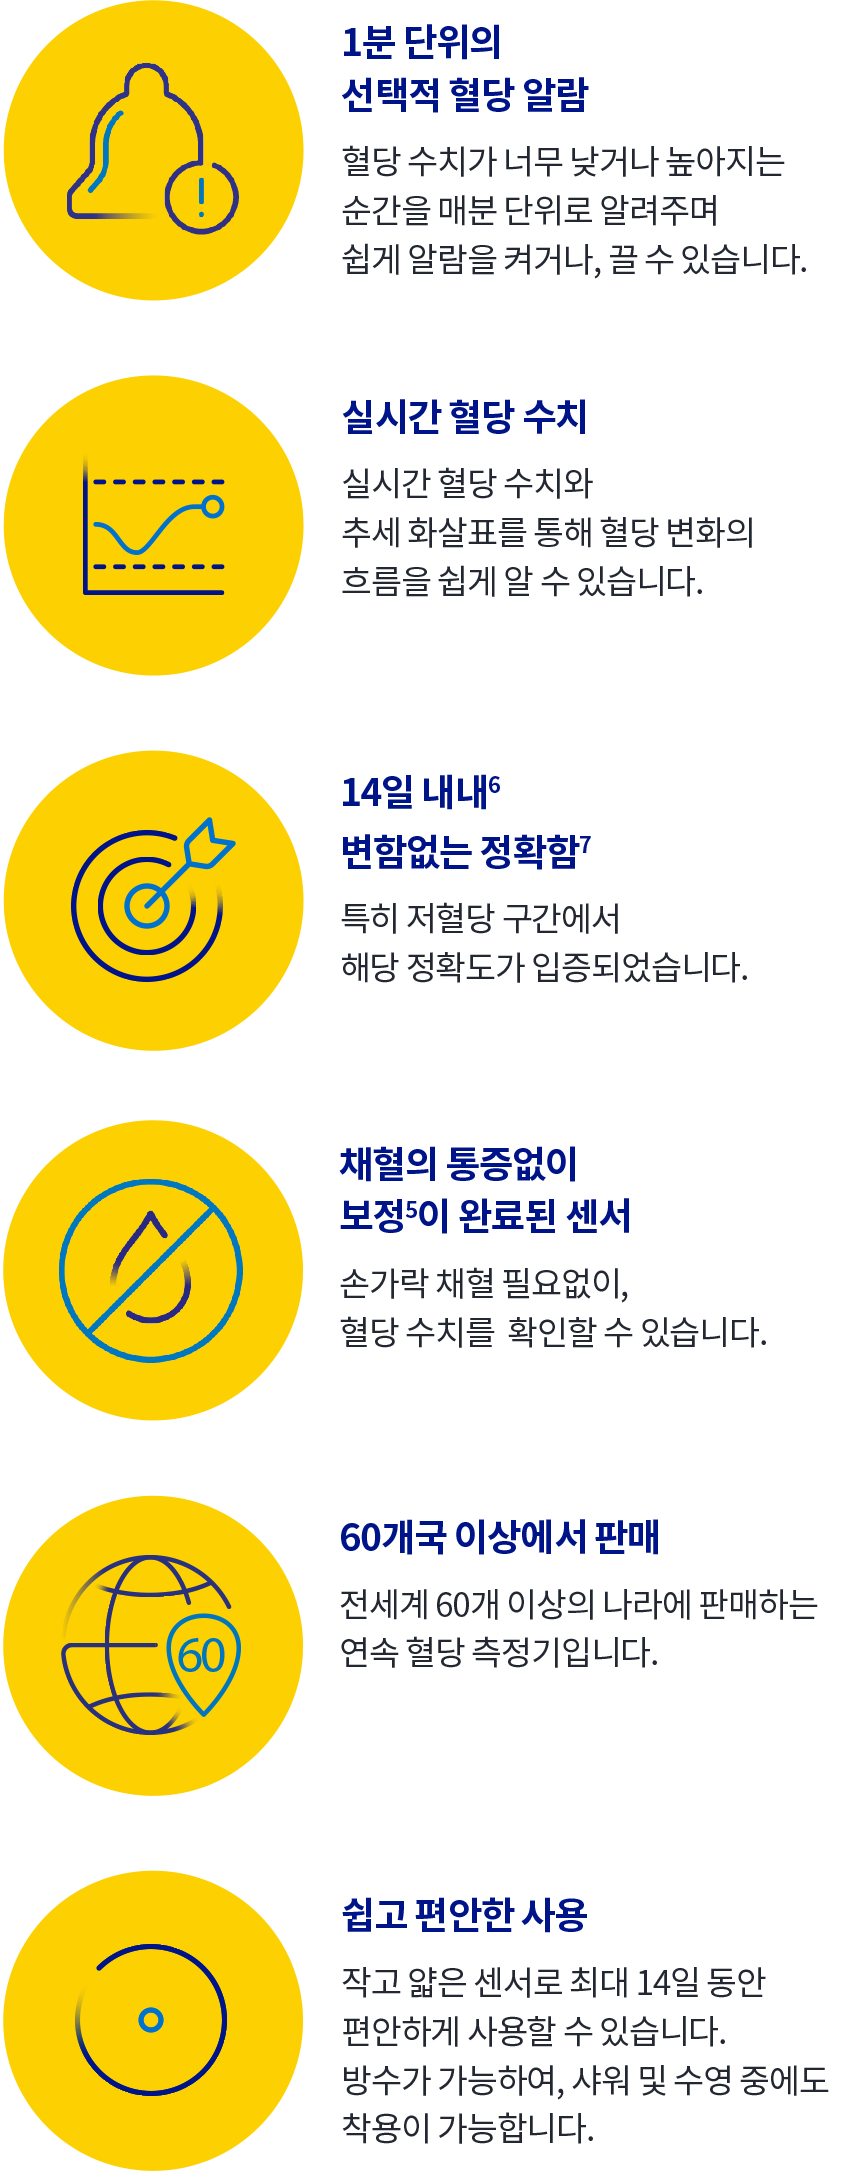 1분 단위의
선택적 혈당 알람
혈당 수치가 너무 낮거나 높아지는
순간을 매분 단위로 알려주며
쉽게 알람을 켜거나, 끌 수 있습니다.
실시간 혈당 수치
실시간 혈당 수치와
추세 화살표를 통해 혈당 변화의
흐름을 쉽게 알 수 있습니다.
14일 내내⁶
변함없는 정확함⁷
특히 저혈당 구간에서
해당 정확도가 입증되었습니다.
채혈의 통증없이
보정⁵이 완료된 센서
손가락 채혈 필요없이,
혈당 수치를 확인할 수 있습니다.
60개국 이상에서 판매
전세계 60개 이상의 나라에 판매하는
연속 혈당 측정기입니다.
60
쉽고 편안한 사용
작고 얇은 센서로 최대 14일 동안
편안하게 사용할 수 있습니다.
방수가 가능하여, 샤워 및 수영 중에도
착용이 가능합니다.